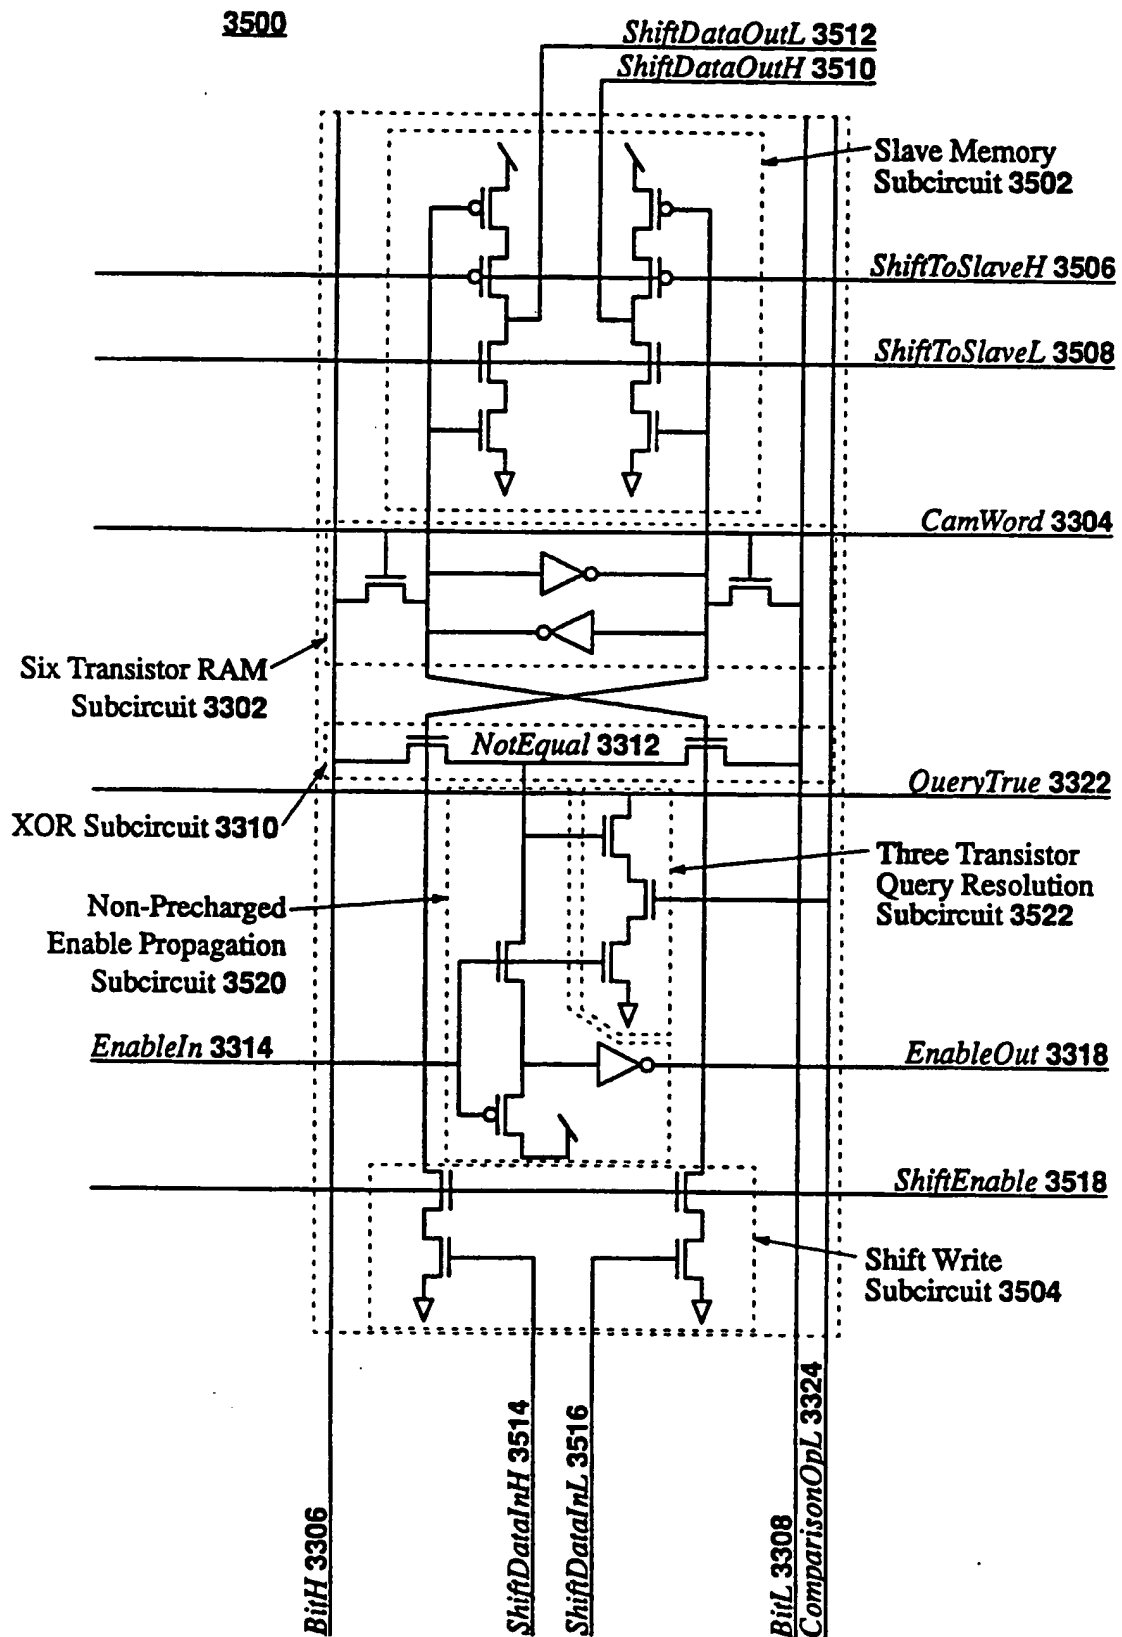 3500
ShiftDataOutL 3512
ShiftDataOutH 3510
Slave Memory
Subcircuit 3502
ShiftToSlaveH 3506
ShiftToSlaveL 3508
CamWord 3304
Six Transistor RAM
Subcircuit 3302
NotEqual 3312
QueryTrue 3322
XOR Subcircuit 3310
Three Transistor
Query Resolution
Subcircuit 3522
Non-Precharged
Enable Propagation
Subcircuit 3520
EnableIn 3314
EnableOut 3318
ShiftEnable 3518
Shift Write
Subcircuit 3504
BitH 3306
ShiftDataInH 3514
ShiftDataInL 3516
BitL 3308
ComparisonOpL 3324